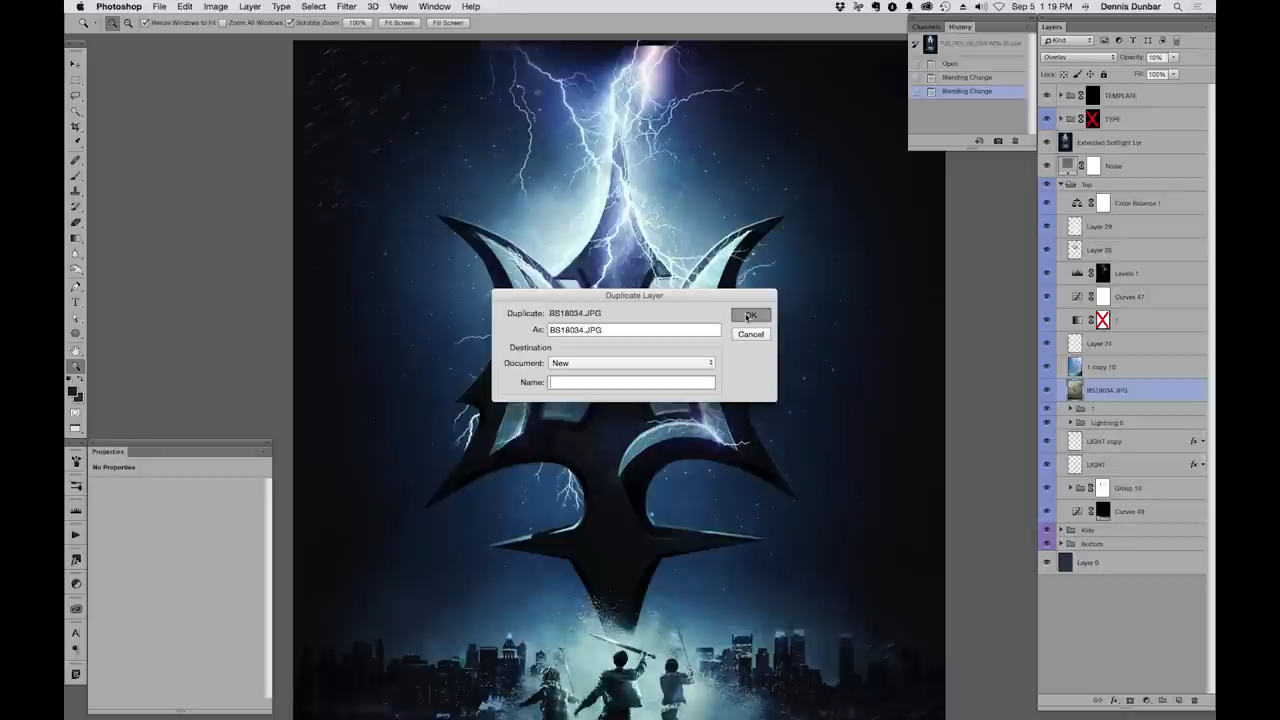 Photoshop File Edit Image Layer Type Select Filter 3D View Window Help
Sep 5 1:19 PM Dennis Dunbar
Resize Windows to Fit Zoom All Windows Scrubby Zoom 100% Fit Screen Fill Screen
Channels History
Open
Blending Change
Blending Change
Layers
Kind
Overlay Opacity: 10%
Lock: Fill: 100%
TEMPLATE
TYPE
Extended Softlight Lyr
Noise
Top
Color Balance 1
Layer 29
Layer 26
Levels 1
Curves 47
Layer 24
1 copy 10
BS18034.JPG
1
Lightning 8
LIGHT copy fx
LIGHT fx
Group 10
Curves 49
Kids
Bottom
Layer 0
Duplicate Layer
Duplicate: BS18034.JPG
As: BS18034.JPG
OK
Cancel
Destination
Document: New
Name:
Properties
No Properties